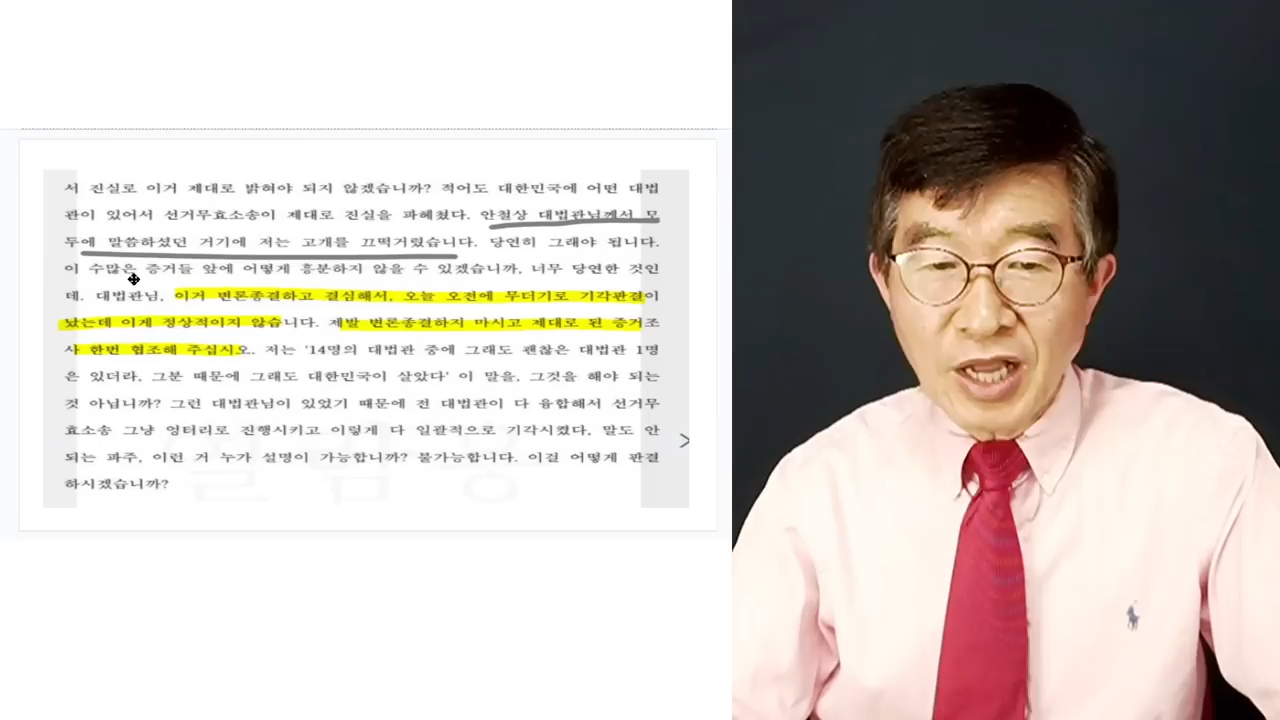 서 진실로 이거 제대로 밝혀야 되지 않겠습니까? 적어도 대한민국에 어떤 대법
관이 있어서 선거무효소송이 제대로 진실을 파헤쳤다. 안철상 대법관님께서 모
두에 말씀하셨던 거기에 저는 고개를 끄떡거렸습니다. 당연히 그래야 됩니다.
이 수많은 증거들 앞에 어떻게 흥분하지 않을 수 있겠습니까, 너무 당연한 것인
데. 대법관님, 이거 변론종결하고 결심해서, 오늘 오전에 무더기로 기각판결이
났는데 이게 정상적이지 않습니다. 제발 변론종결하지 마시고 제대로 된 증거조
사 한번 협조해 주십시오. 저는 '14명의 대법관 중에 그래도 괜찮은 대법관 1명
은 있더라, 그분 때문에 그래도 대한민국이 살았다' 이 말을, 그것을 해야 되는
것 아닙니까? 그런 대법관님이 있었기 때문에 전 대법관이 다 융합해서 선거무
효소송 그냥 엉터리로 진행시키고 이렇게 다 일괄적으로 기각시켰다, 말도 안
되는 파주, 이런 거 누가 설명이 가능합니까? 불가능합니다. 이걸 어떻게 판결
하시겠습니까?